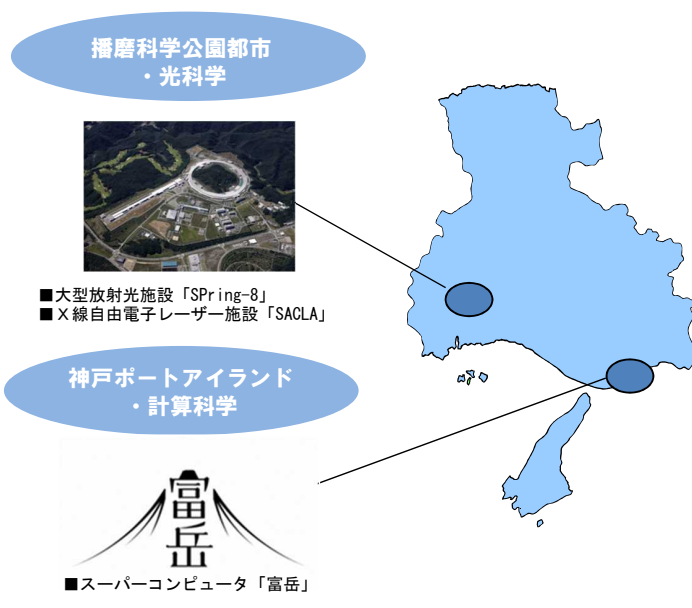 播磨科学公園都市
・光科学
■大型放射光施設「SPring-8」
■X線自由電子レーザー施設「SACLA」
神戸ポートアイランド
・計算科学
富岳
■スーパーコンピュータ「富岳」